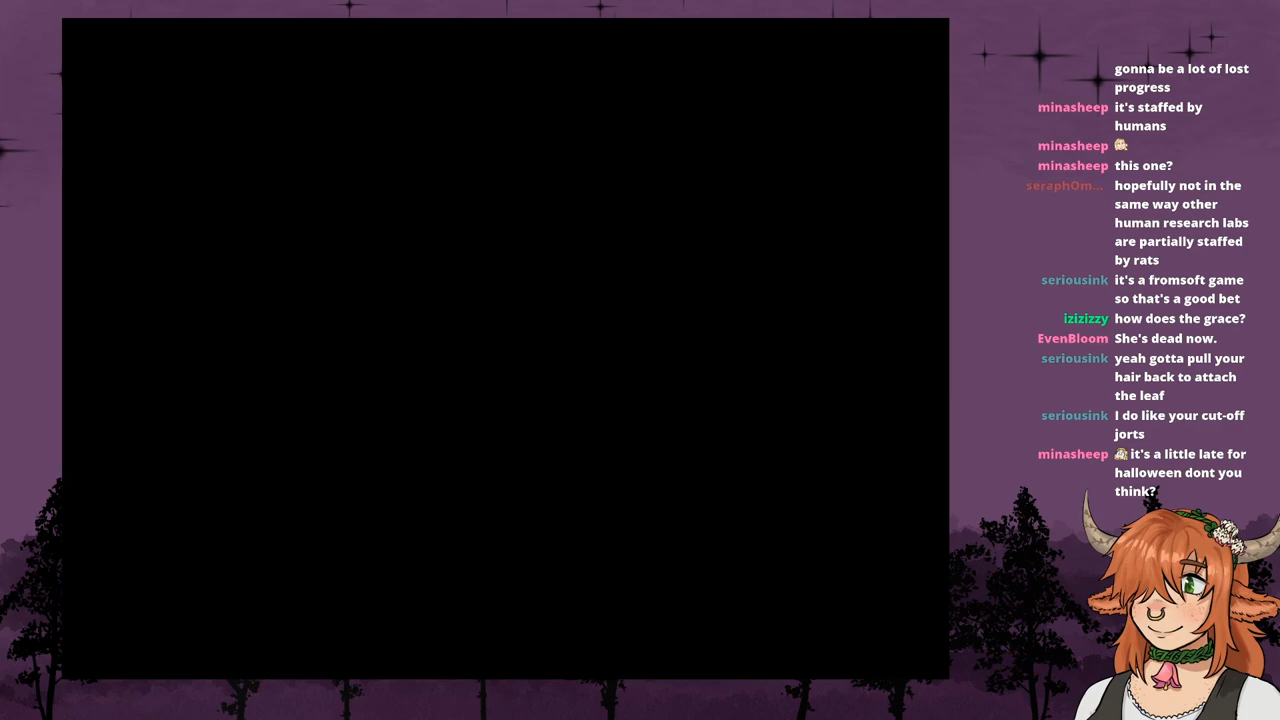 gonna be a lot of lost
progress
minasheep it's staffed by
humans
minasheep
minasheep this one?
seraphOm... hopefully not in the
same way other
human research labs
are partially staffed
by rats
seriousink it's a fromsoft game
so that's a good bet
izizizzy how does the grace?
EvenBloom She's dead now.
seriousink yeah gotta pull your
hair back to attach
the leaf
seriousink I do like your cut-off
jorts
minasheep it's a little late for
halloween dont you
think?